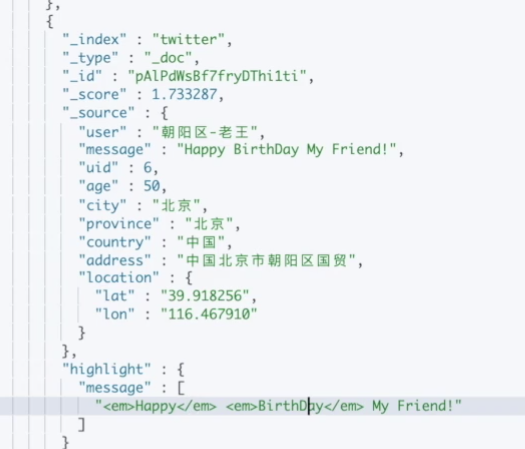 },
{
"_index" : "twitter",
"_type" : "_doc",
"_id" : "pAlPdWsBf7fryDThi1ti",
"_score" : 1.733287,
"_source" : {
"user" : "朝阳区-老王",
"message" : "Happy BirthDay My Friend!",
"uid" : 6,
"age" : 50,
"city" : "北京",
"province" : "北京",
"country" : "中国",
"address" : "中国北京市朝阳区国贸",
"location" : {
"lat" : "39.918256",
"lon" : "116.467910"
}
},
"highlight" : {
"message" : [
"<em>Happy</em> <em>BirthDay</em> My Friend!"
]
}